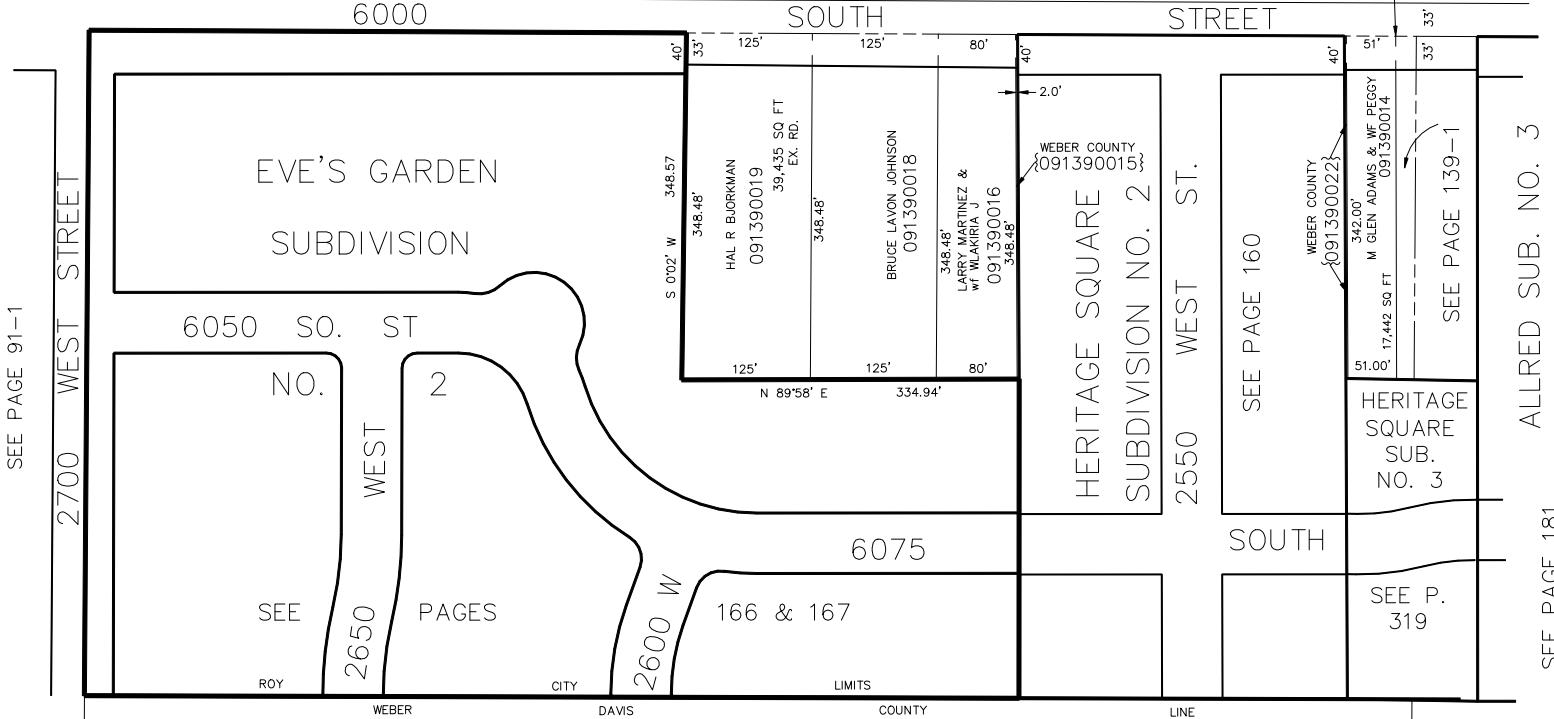 6000 SOUTH STREET
33'
40'
33'
125'
125'
80'
40'
40'
51'
33'
2.0'
EVE'S GARDEN
SUBDIVISION
NO. 2
SEE PAGES 166 & 167
SEE PAGE 91-1
2700 WEST STREET
6050 SO. ST
2650 WEST
2600 W
6075 SOUTH
S 0°02' W 348.57
348.48'
HAL R BJORKMAN
091390019
39,435 SQ FT
EX. RD.
348.48'
BRUCE LAVON JOHNSON
091390018
348.48'
LARRY MARTINEZ &
wf WLAKIRIA J
091390016
348.48'
125'
125'
80'
N 89°58' E 334.94'
WEBER COUNTY
{091390015}
HERITAGE SQUARE
SUBDIVISION NO. 2
2550 WEST ST.
SEE PAGE 160
WEBER COUNTY
{091390022}
342.00'
M GLEN ADAMS & WF PEGGY
091390014
17,442 SQ FT
51.00'
SEE PAGE 139-1
HERITAGE
SQUARE
SUB.
NO. 3
SEE P.
319
ALLRED SUB. NO. 3
SEE PAGE 181
ROY CITY LIMITS
WEBER DAVIS COUNTY LINE